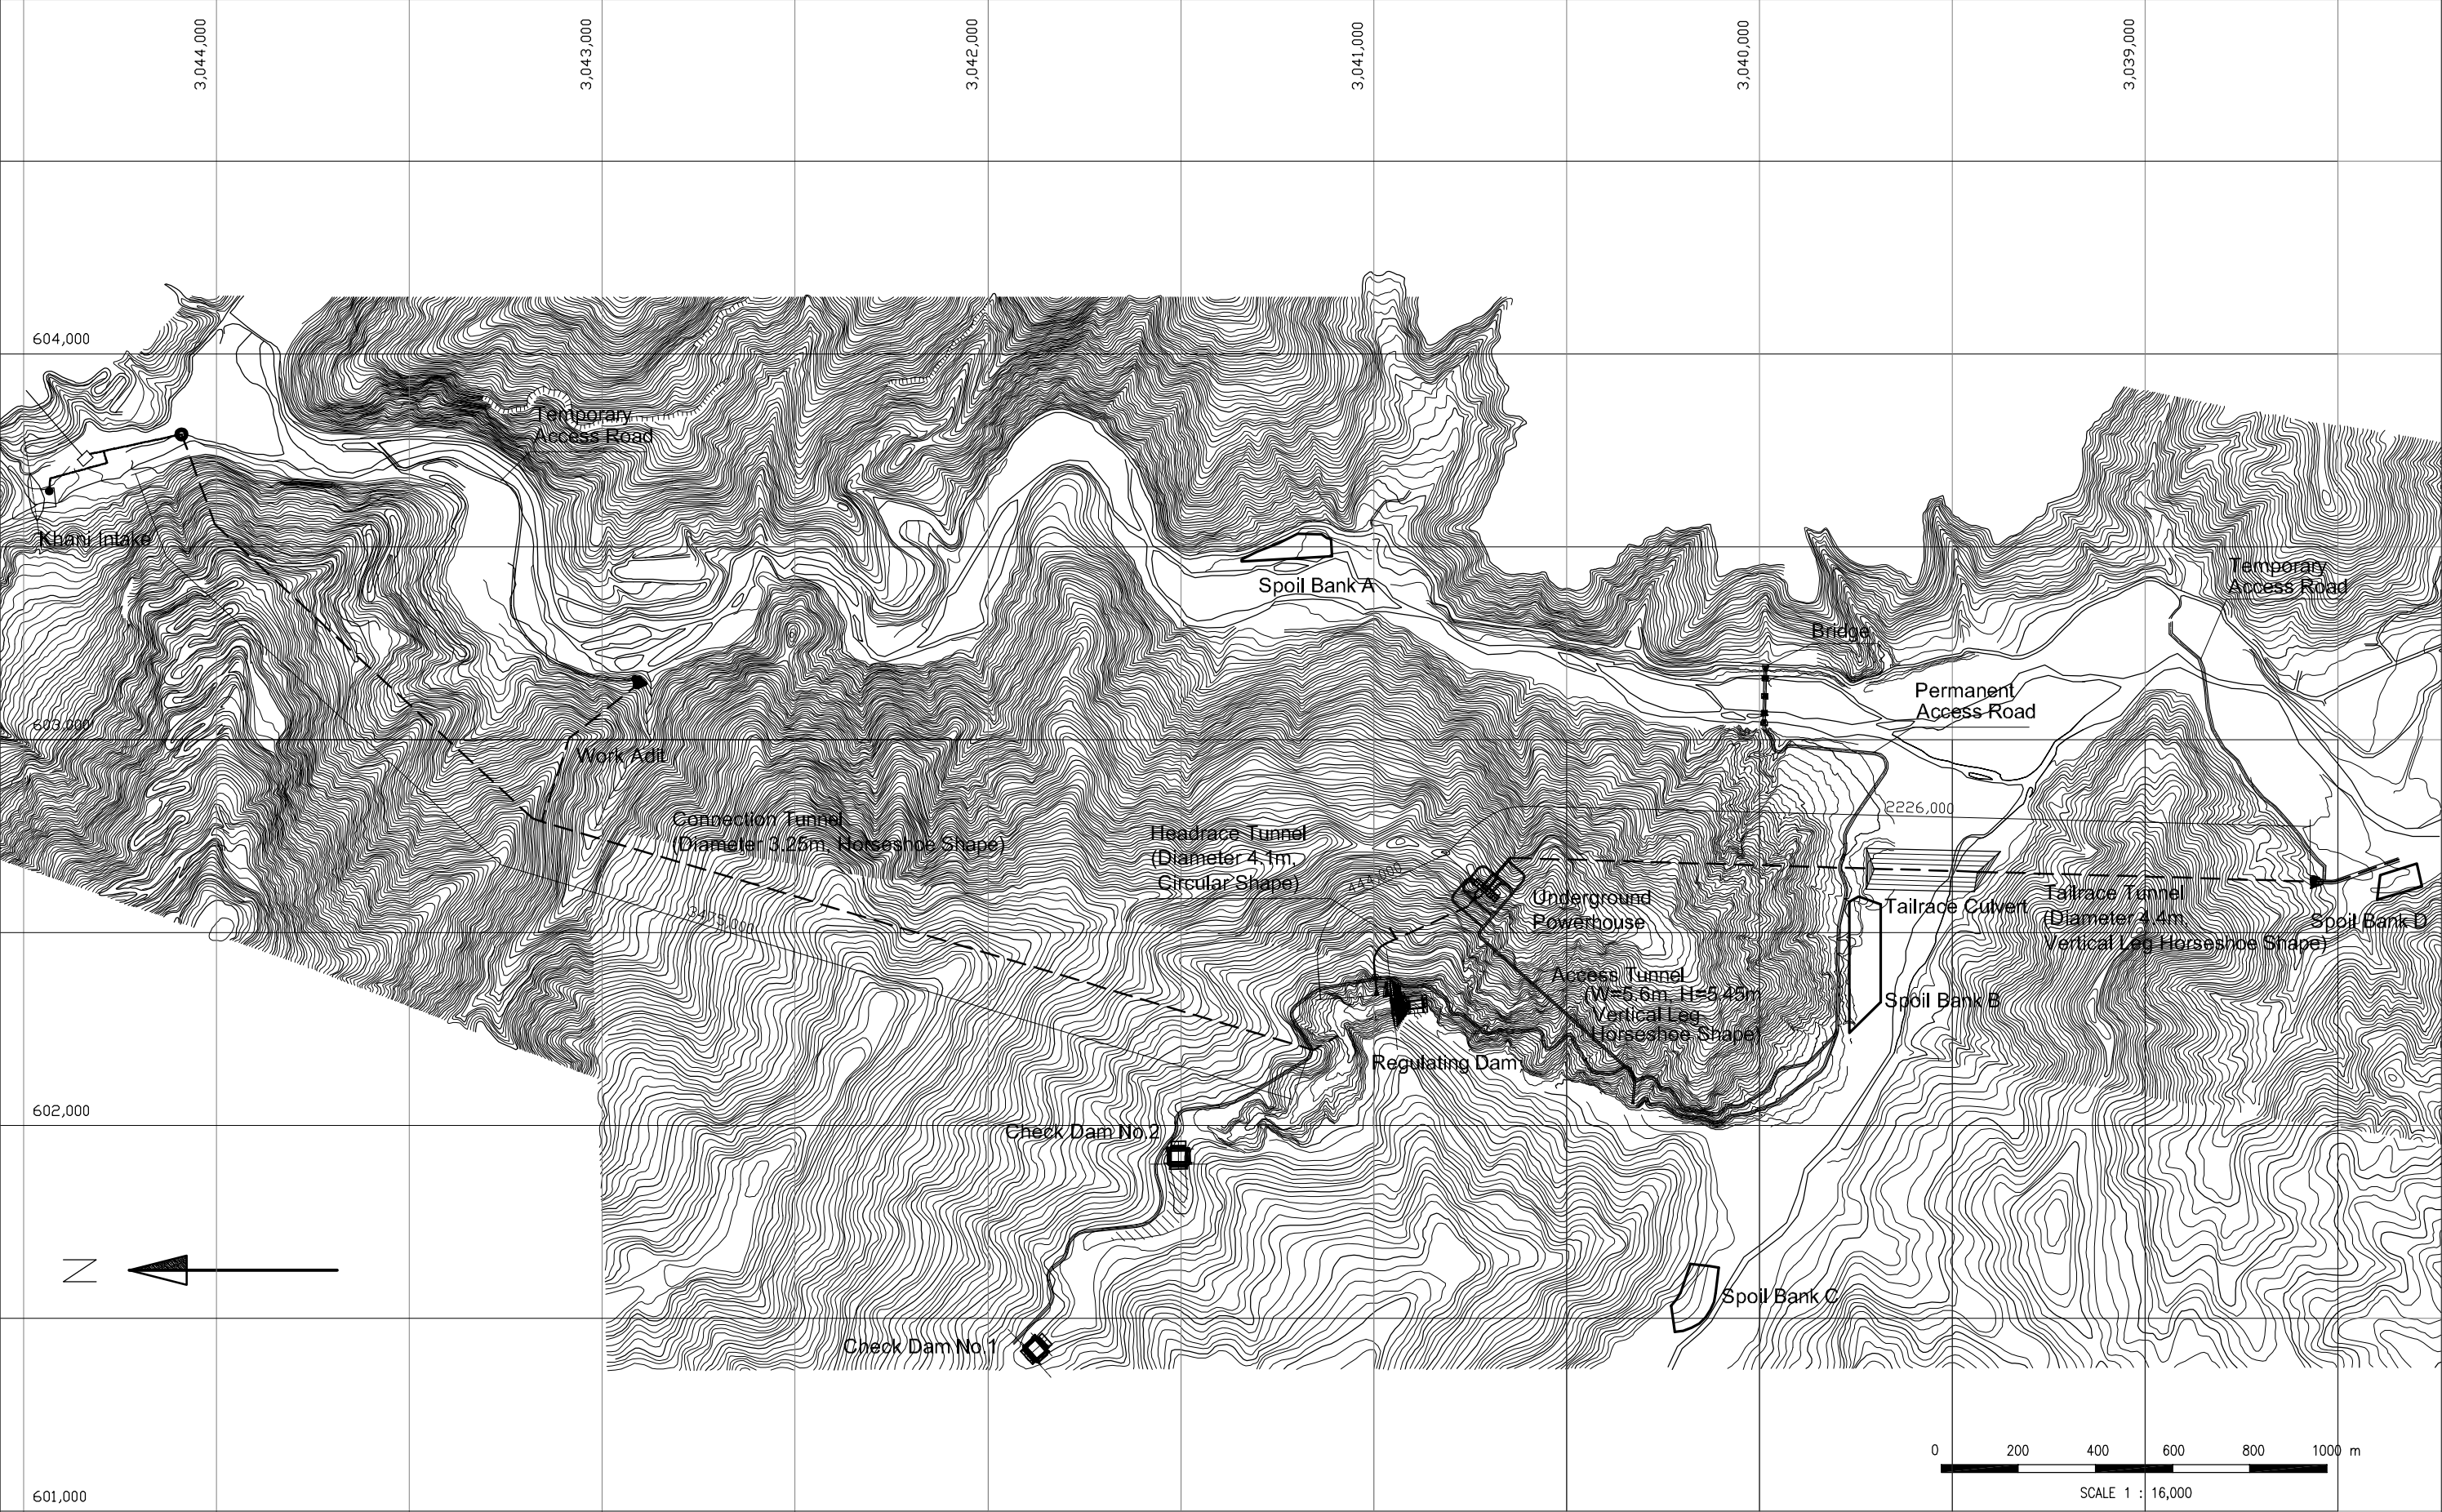 3,044,000
3,043,000
3,042,000
3,041,000
3,040,000
3,039,000
604,000
Temporary
Access Road
Khani Intake
Spoil Bank A
Temporary
Access Road
Bridge
Permanent
Access Road
603,000
Work Adit
2226,000
Connection Tunnel
(Diameter 3.25m, Horseshoe Shape)
Headrace Tunnel
(Diameter 4.1m,
Circular Shape)
444,000
Underground
Powerhouse
Tailrace Culvert
Tailrace Tunnel
(Diameter 4.4m,
Vertical Leg Horseshoe Shape)
Spoil Bank D
3475,000
Access Tunnel
(W=5.6m, H=5.45m
Vertical Leg
Horseshoe Shape)
Spoil Bank B
Regulating Dam
602,000
Check Dam No.2
N
Spoil Bank C
Check Dam No.1
0 200 400 600 800 1000 m
SCALE 1 : 16,000
601,000